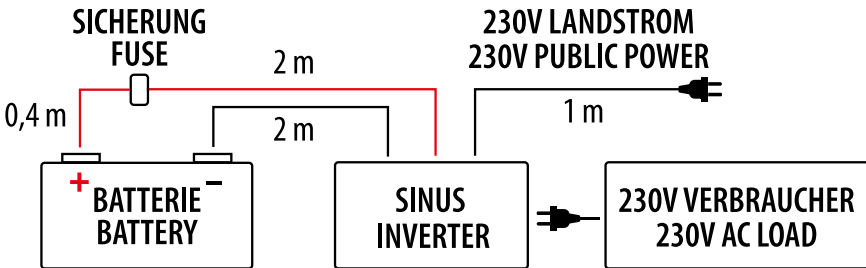 SICHERUNG
FUSE
2 m
230V LANDSTROM
230V PUBLIC POWER
0,4 m
2 m
1 m
+
–
BATTERIE
BATTERY
SINUS
INVERTER
230V VERBRAUCHER
230V AC LOAD